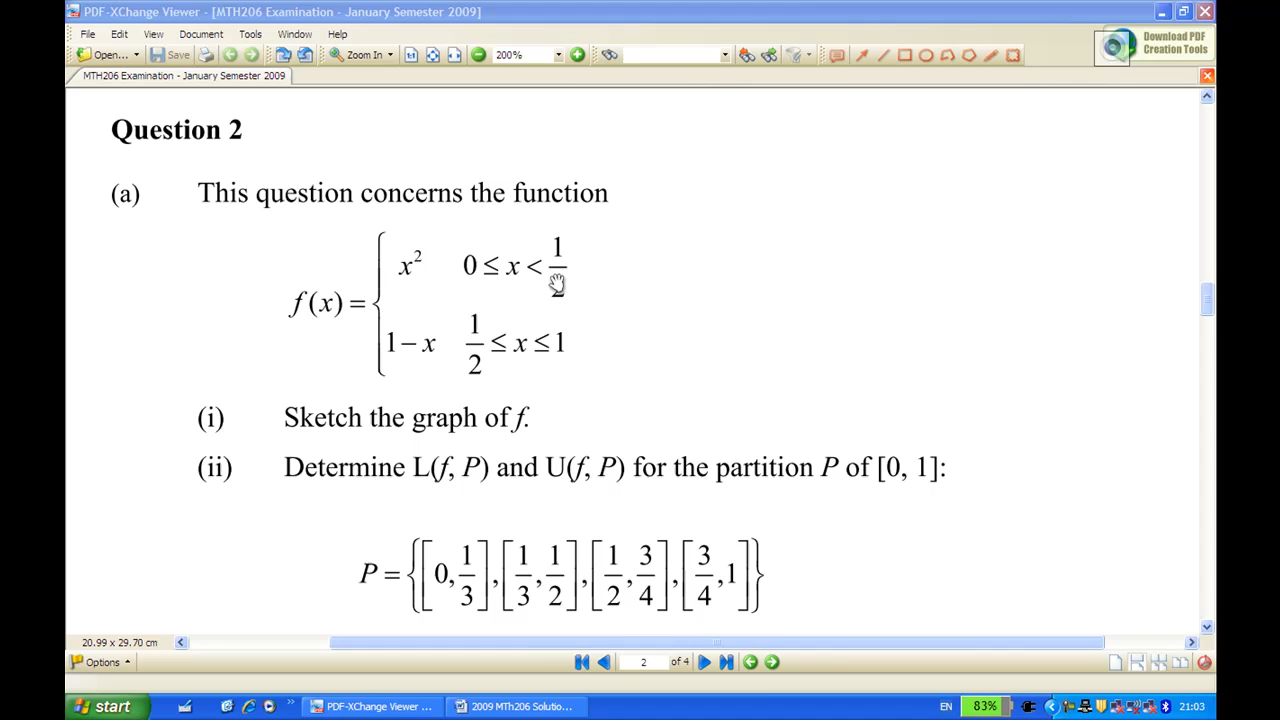 PDF-XChange Viewer - [MTH206 Examination - January Semester 2009]
File Edit View Document Tools Window Help
Open... Save Zoom In 200%
Download PDF Creation Tools
MTH206 Examination - January Semester 2009
Question 2
(a) This question concerns the function
f(x) = { x² 0 ≤ x < 1/2
1 − x 1/2 ≤ x ≤ 1
(i) Sketch the graph of f.
(ii) Determine L(f, P) and U(f, P) for the partition P of [0, 1]:
P = {[0, 1/3], [1/3, 1/2], [1/2, 3/4], [3/4, 1]}
20.99 x 29.70 cm
Options 2 of 4
start PDF-XChange Viewer ... 2009 MTh206 Solutio... EN 83% 21:03